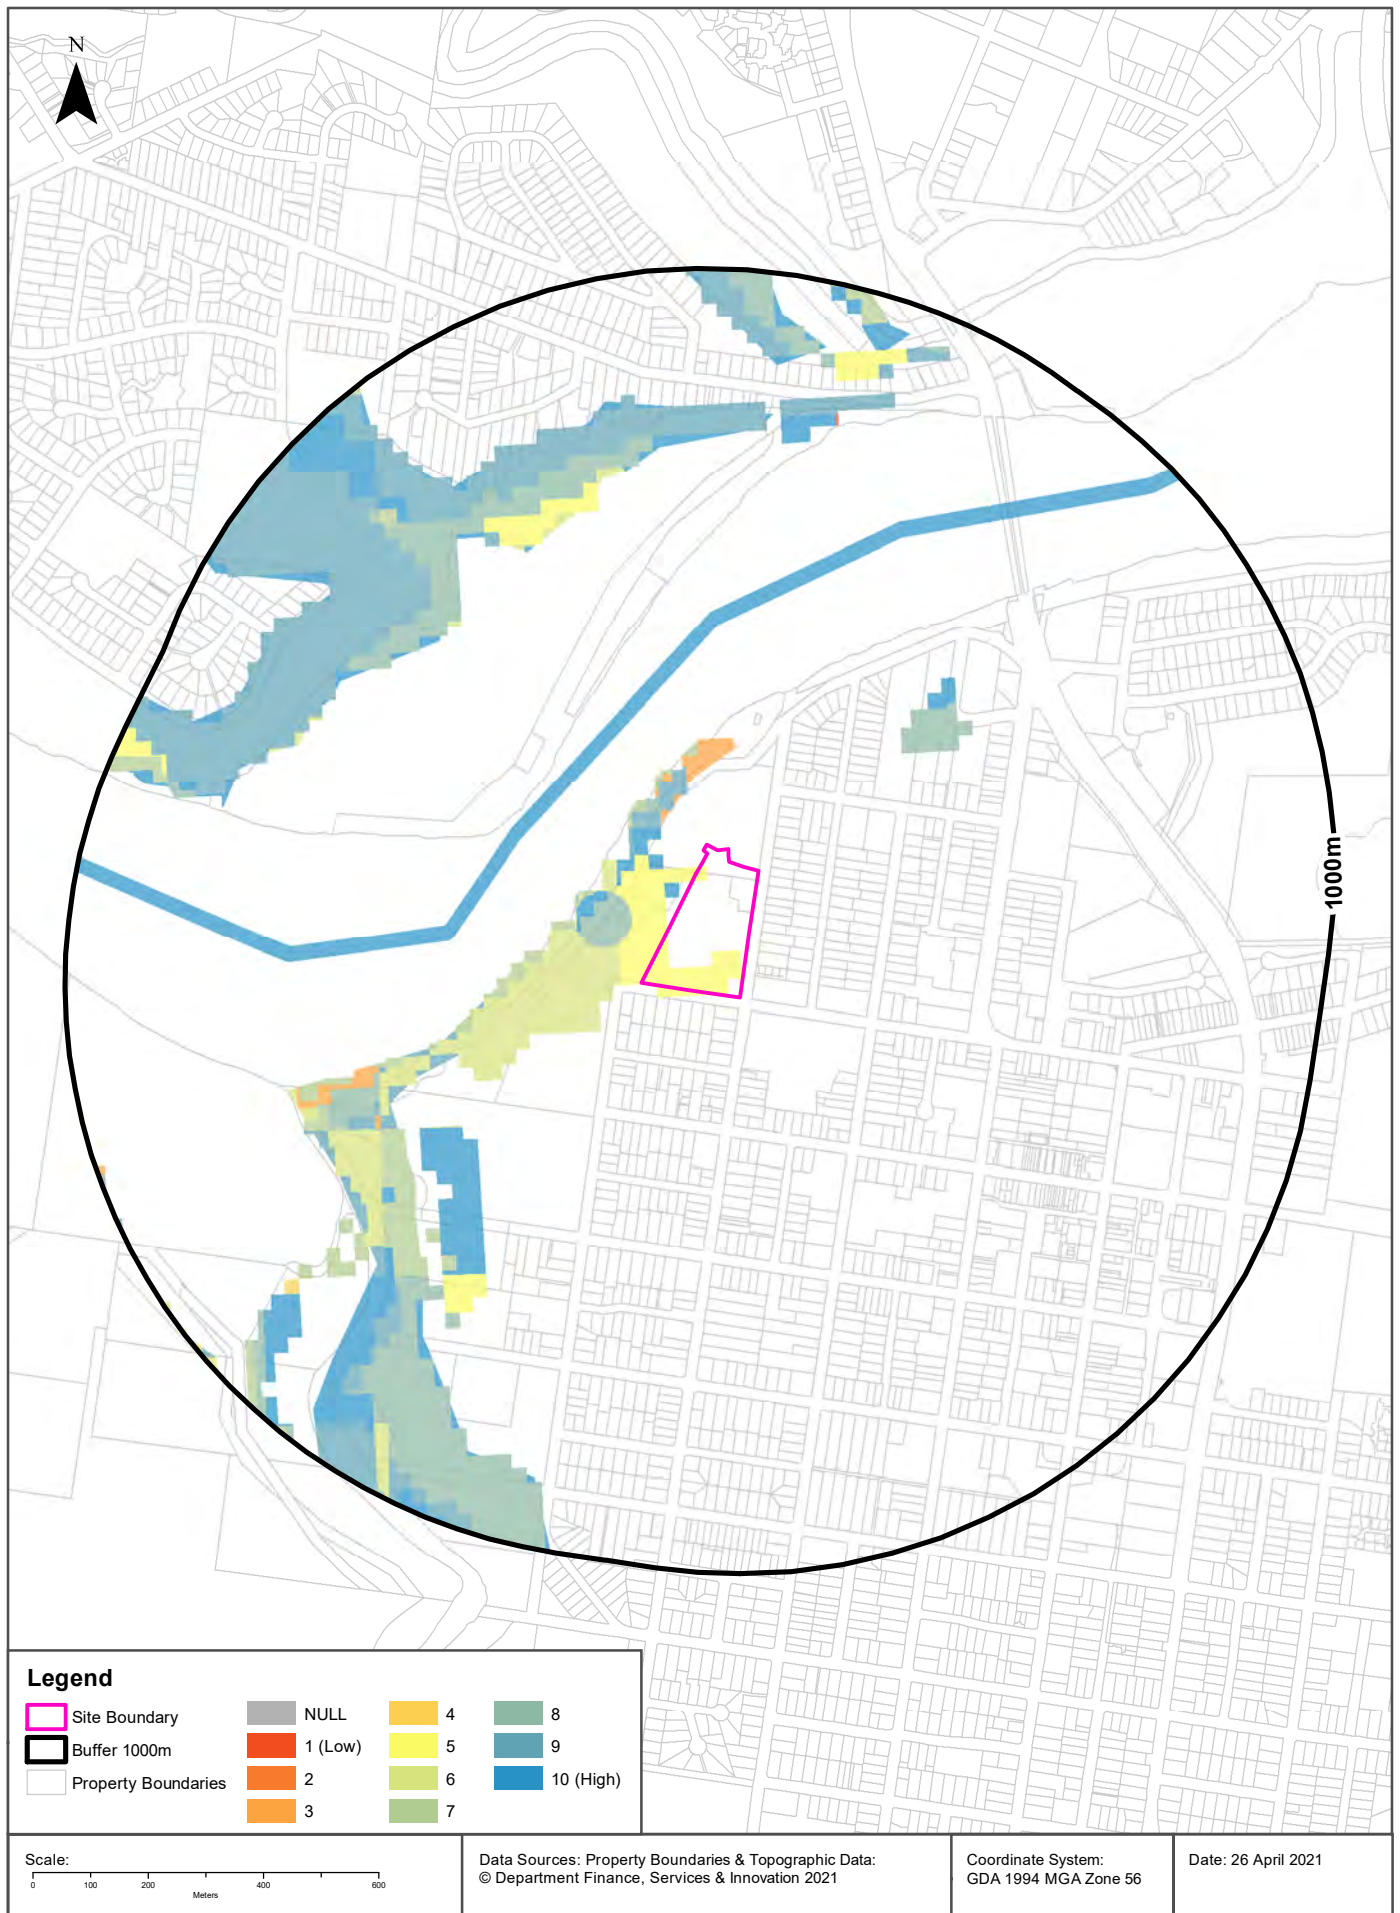 N
1000m
Legend
Site Boundary
Buffer 1000m
Property Boundaries
NULL
1 (Low)
2
3
4
5
6
7
8
9
10 (High)
Scale:
0 100 200 400 600
Meters
Data Sources: Property Boundaries & Topographic Data:
© Department Finance, Services & Innovation 2021
Coordinate System:
GDA 1994 MGA Zone 56
Date: 26 April 2021